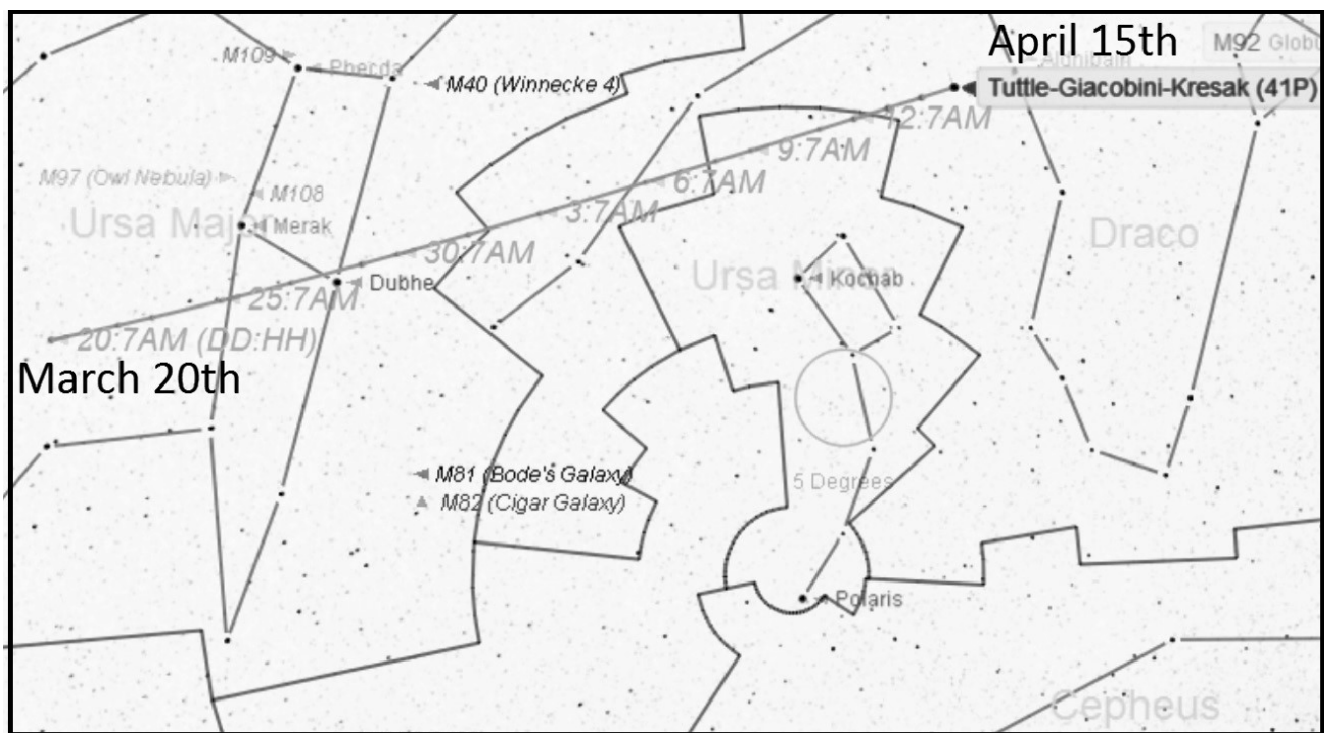 April 15th
M92 Glob
M109
Pherda
Alahibain
M40 (Winnecke 4)
Tuttle-Giacobini-Kresak (41P)
12:7AM
9:7AM
6:7AM
3:7AM
30:7AM
25:7AM
20:7AM (DD:HH)
March 20th
M97 (Owl Nebula)
M108
Ursa Major
Merak
Dubhe
Draco
Ursa Minor
Kochab
M81 (Bode's Galaxy)
M82 (Cigar Galaxy)
5 Degrees
Polaris
Cepheus